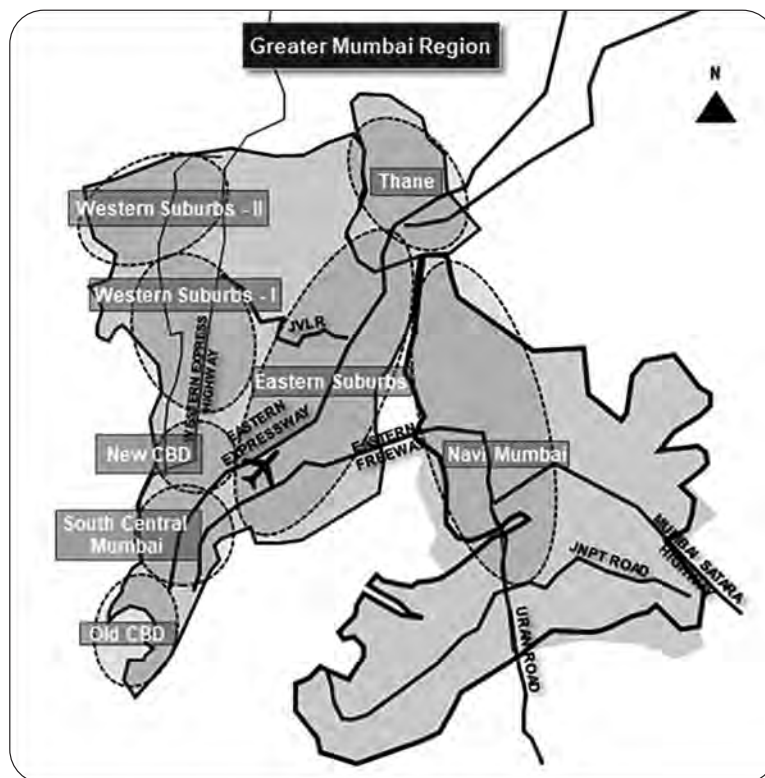 Greater Mumbai Region
N
Thane
Western Suburbs - II
Western Suburbs - I
JVLR
WESTERN EXPRESS
HIGHWAY
Eastern Suburbs
EASTERN
EXPRESSWAY
EASTERN
FREEWAY
New CBD
Navi Mumbai
South Central
Mumbai
MUMBAI SATARA
HIGHWAY
JNPT ROAD
Old CBD
URAN ROAD